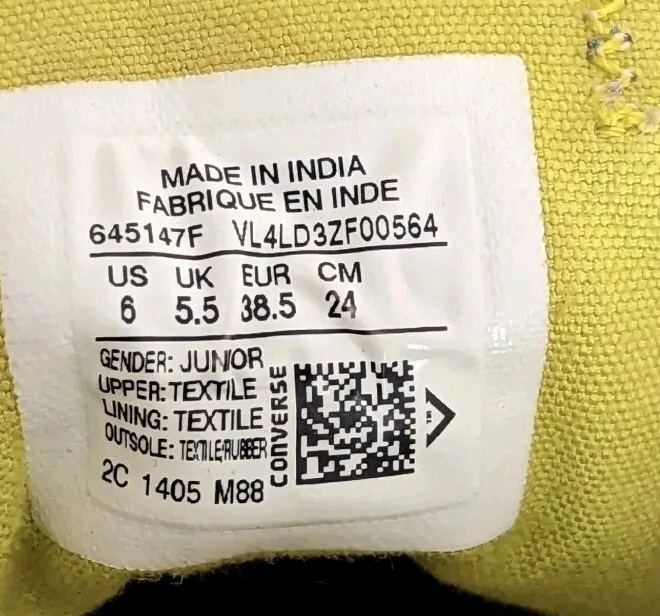 MADE IN INDIA
FABRIQUE EN INDE
645147F VL4LD3ZF00564
US UK EUR CM
6 5.5 38.5 24
GENDER: JUNIOR
UPPER: TEXTILE
LINING: TEXTILE
OUTSOLE: TEXTILE/RUBBER
2C 1405 M88
CONVERSE